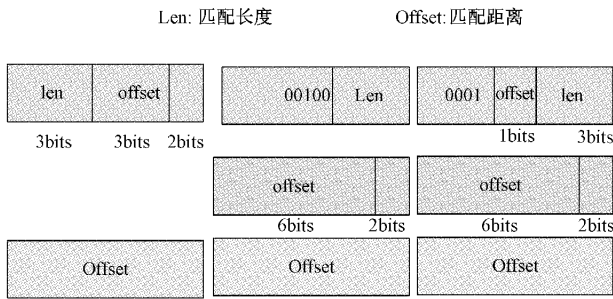 Len: 匹配长度 Offset:匹配距离
len offset 00100 Len 0001 offset len
3bits 3bits 2bits 1bits 3bits
offset offset
6bits 2bits 6bits 2bits
Offset Offset Offset